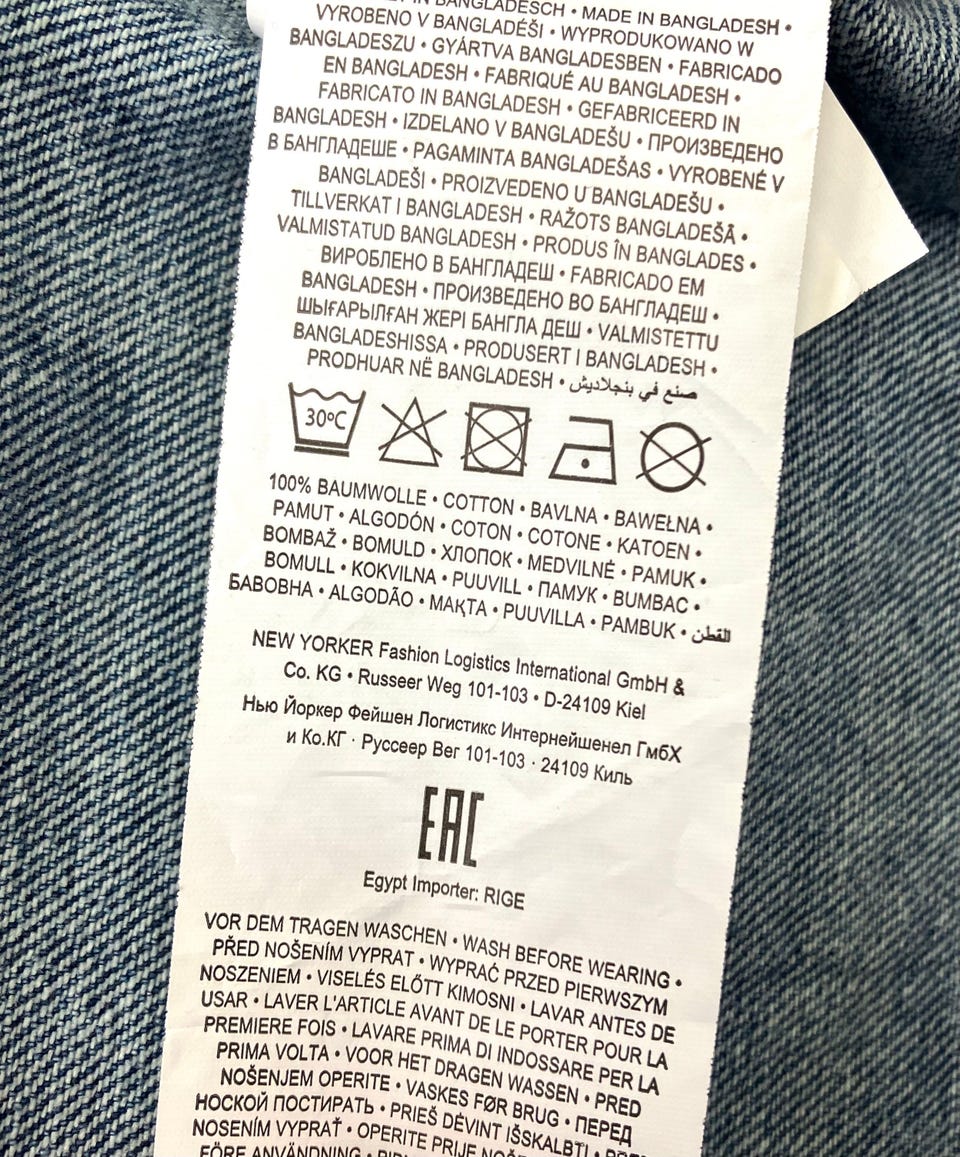 IN BANGLADESCH • MADE IN BANGLADESH •
VYROBENO V BANGLADÉŠI • WYPRODUKOWANO W
BANGLADESZU • GYÁRTVA BANGLADESBEN • FABRICADO
EN BANGLADESH • FABRIQUÉ AU BANGLADESH •
FABRICATO IN BANGLADESH • GEFABRICEERD IN
BANGLADESH • IZDELANO V BANGLADEŠU • ПРОИЗВЕДЕНО
В БАНГЛАДЕШЕ • PAGAMINTA BANGLADEŠAS • VYROBENÉ V
BANGLADEŠI • PROIZVEDENO U BANGLADEŠU •
TILLVERKAT I BANGLADESH • RAŽOTS BANGLADEŠĀ •
VALMISTATUD BANGLADESH • PRODUS ÎN BANGLADES •
ВИРОБЛЕНО В БАНГЛАДЕШ • FABRICADO EM
BANGLADESH • ПРОИЗВЕДЕНО ВО БАНГЛАДЕШ •
ШЫҒАРЫЛҒАН ЖЕРІ БАНГЛА ДЕШ • VALMISTETTU
BANGLADESHISSA • PRODUSERT I BANGLADESH •
PRODHUAR NË BANGLADESH • صنع في بنجلاديش
30ºC
100% BAUMWOLLE • COTTON • BAVLNA • BAWEŁNA •
PAMUT • ALGODÓN • COTON • COTONE • KATOEN •
BOMBAŽ • BOMULD • ХЛОПОК • MEDVILNĖ • PAMUK •
BOMULL • KOKVILNA • PUUVILL • ПАМУК • BUMBAC •
БАВОВНА • ALGODÃO • МАҚТА • PUUVILLA • PAMBUK • القطن
NEW YORKER Fashion Logistics International GmbH &
Co. KG • Russeer Weg 101-103 • D-24109 Kiel
Нью Йоркер Фейшен Логистикс Интернейшенел ГмбХ
и Ко.КГ · Руссеер Вег 101-103 · 24109 Киль
EAC
Egypt Importer: RIGE
VOR DEM TRAGEN WASCHEN • WASH BEFORE WEARING •
PŘED NOŠENÍM VYPRAT • WYPRAĆ PRZED PIERWSZYM
NOSZENIEM • VISELÉS ELŐTT KIMOSNI • LAVAR ANTES DE
USAR • LAVER L'ARTICLE AVANT DE LE PORTER POUR LA
PREMIERE FOIS • LAVARE PRIMA DI INDOSSARE PER LA
PRIMA VOLTA • VOOR HET DRAGEN WASSEN • PRED
NOŠENJEM OPERITE • VASKES FØR BRUG • ПЕРЕД
НОСКОЙ ПОСТИРАТЬ • PRIEŠ DĖVINT IŠSKALBTI •
NOSENÍM VYPRAŤ • OPERITE PRIJE
FÖRE ANVÄNDNING •